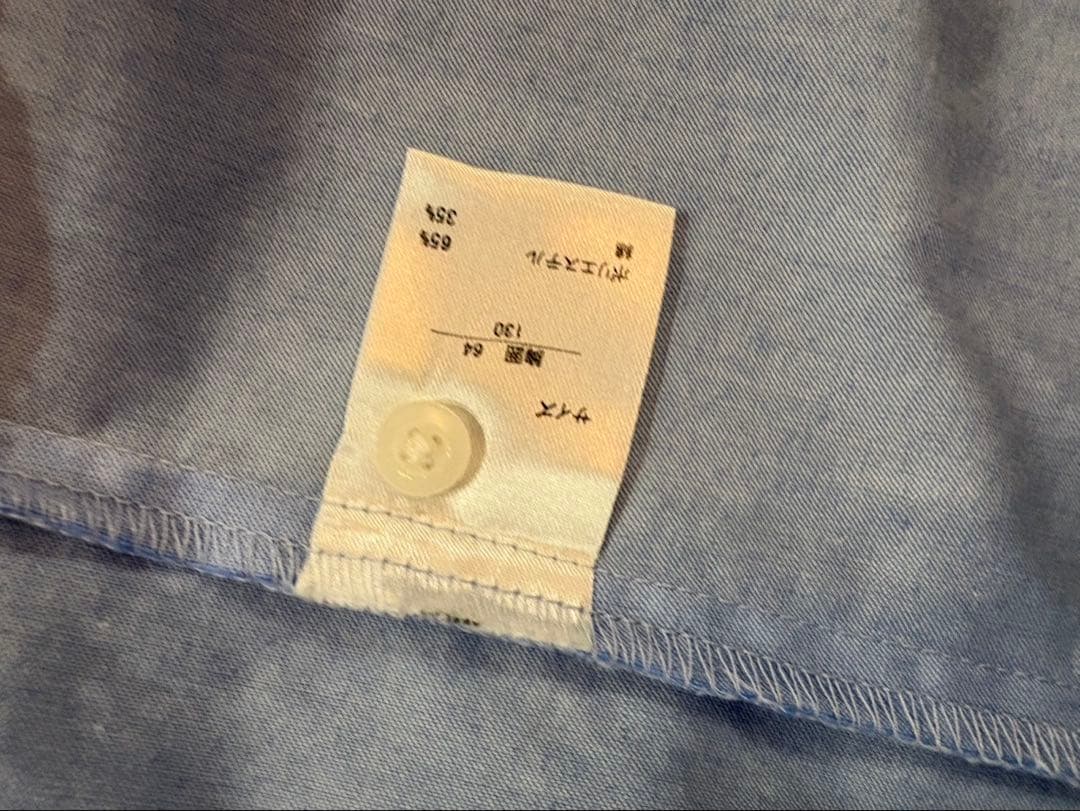 サイズ
胸囲 64
130
ポリエステル 65%
綿 35%